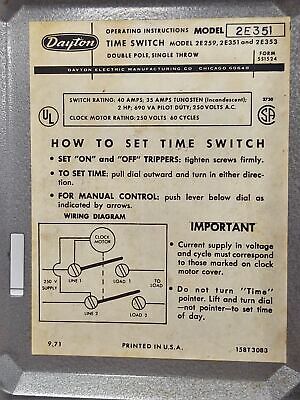 OPERATING INSTRUCTIONS MODEL 2E351
Dayton
TIME SWITCH MODEL 2E259, 2E351 and 2E353
DOUBLE POLE, SINGLE THROW
FORM
5S1524
DAYTON ELECTRIC MANUFACTURING CO CHICAGO 60648
SWITCH RATING: 40 AMPS, 35 AMPS TUNGSTEN (Incandescent);
2 HP; 690 VA PILOT DUTY; 250 VOLTS A.C.
CLOCK MOTOR RATING: 250 VOLTS 60 CYCLES
UL
2730
SA
HOW TO SET TIME SWITCH
• SET "ON" and "OFF" TRIPPERS: tighten screws firmly.
• TO SET TIME: pull dial outward and turn in either direc-
tion.
• FOR MANUAL CONTROL: push lever below dial as
indicated by arrows.
WIRING DIAGRAM
CLOCK
MOTOR
250 V
SUPPLY
LINE 1
LOAD 1
TO
LOAD
LINE 2
LOAD 2
IMPORTANT
• Current supply in voltage
and cycle must correspond
to those marked on clock
motor cover.
• Do not turn "Time"
pointer. Lift and turn dial
—not pointer—to set time
of day.
9.71
PRINTED IN U.S.A.
158T3083